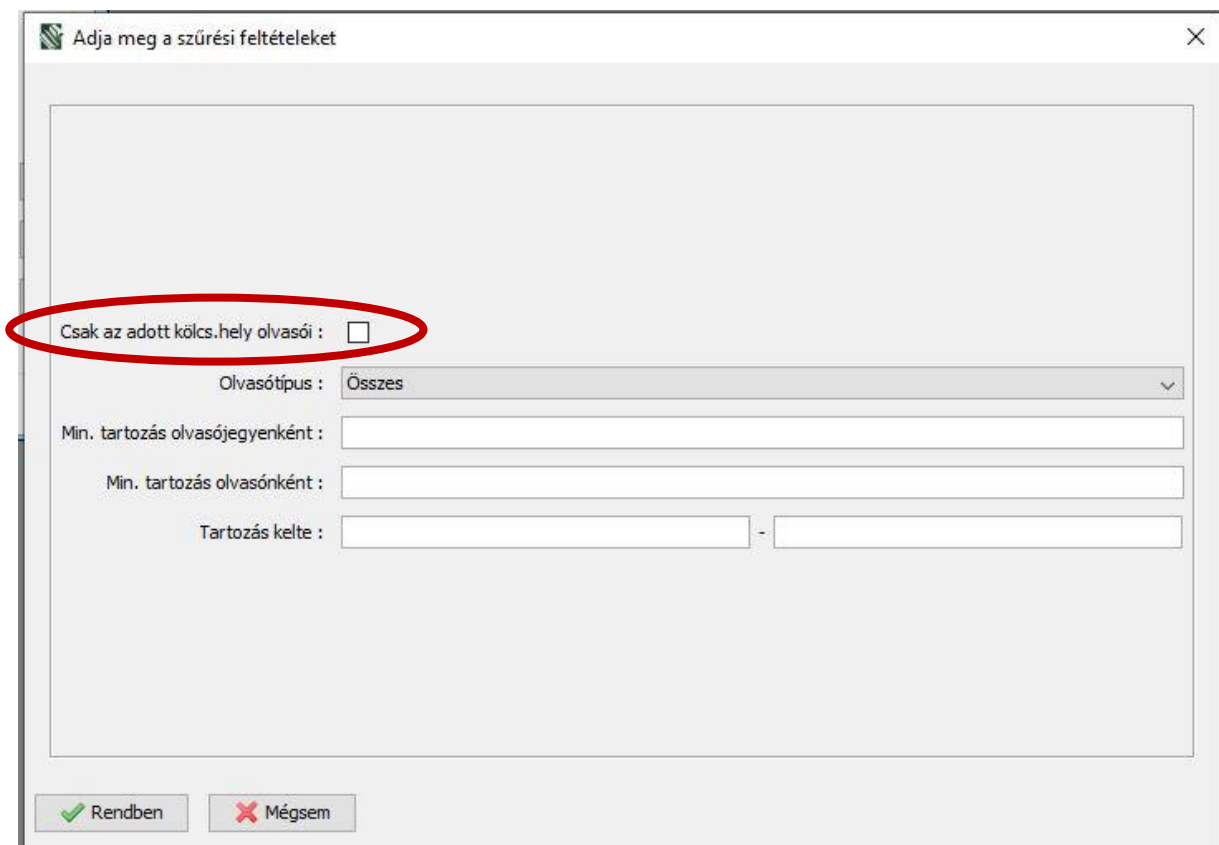 Adja meg a szűrési feltételeket
Csak az adott kölcs.hely olvasói :
Olvasótípus : Összes
Min. tartozás olvasójegyenként :
Min. tartozás olvasónként :
Tartozás kelte : -
Rendben Mégsem